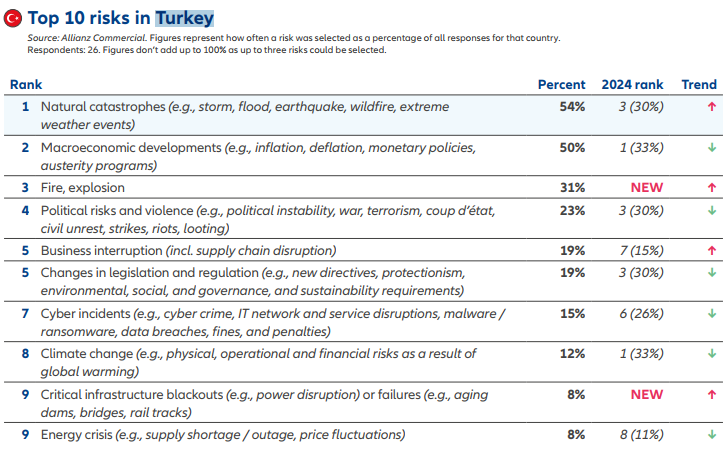 Top 10 risks in Turkey
Source: Allianz Commercial. Figures represent how often a risk was selected as a percentage of all responses for that country.
Respondents: 26. Figures don't add up to 100% as up to three risks could be selected.
Rank Percent 2024 rank Trend
1 Natural catastrophes (e.g., storm, flood, earthquake, wildfire, extreme 54% 3 (30%) ↑
weather events)
2 Macroeconomic developments (e.g., inflation, deflation, monetary policies, 50% 1 (33%) ↓
austerity programs)
3 Fire, explosion 31% NEW ↑
4 Political risks and violence (e.g., political instability, war, terrorism, coup d'état, 23% 3 (30%) ↓
civil unrest, strikes, riots, looting)
5 Business interruption (incl. supply chain disruption) 19% 7 (15%) ↑
5 Changes in legislation and regulation (e.g., new directives, protectionism, 19% 3 (30%) ↓
environmental, social, and governance, and sustainability requirements)
7 Cyber incidents (e.g., cyber crime, IT network and service disruptions, malware / 15% 6 (26%) ↓
ransomware, data breaches, fines, and penalties)
8 Climate change (e.g., physical, operational and financial risks as a result of 12% 1 (33%) ↓
global warming)
9 Critical infrastructure blackouts (e.g., power disruption) or failures (e.g., aging 8% NEW ↑
dams, bridges, rail tracks)
9 Energy crisis (e.g., supply shortage / outage, price fluctuations) 8% 8 (11%) ↓